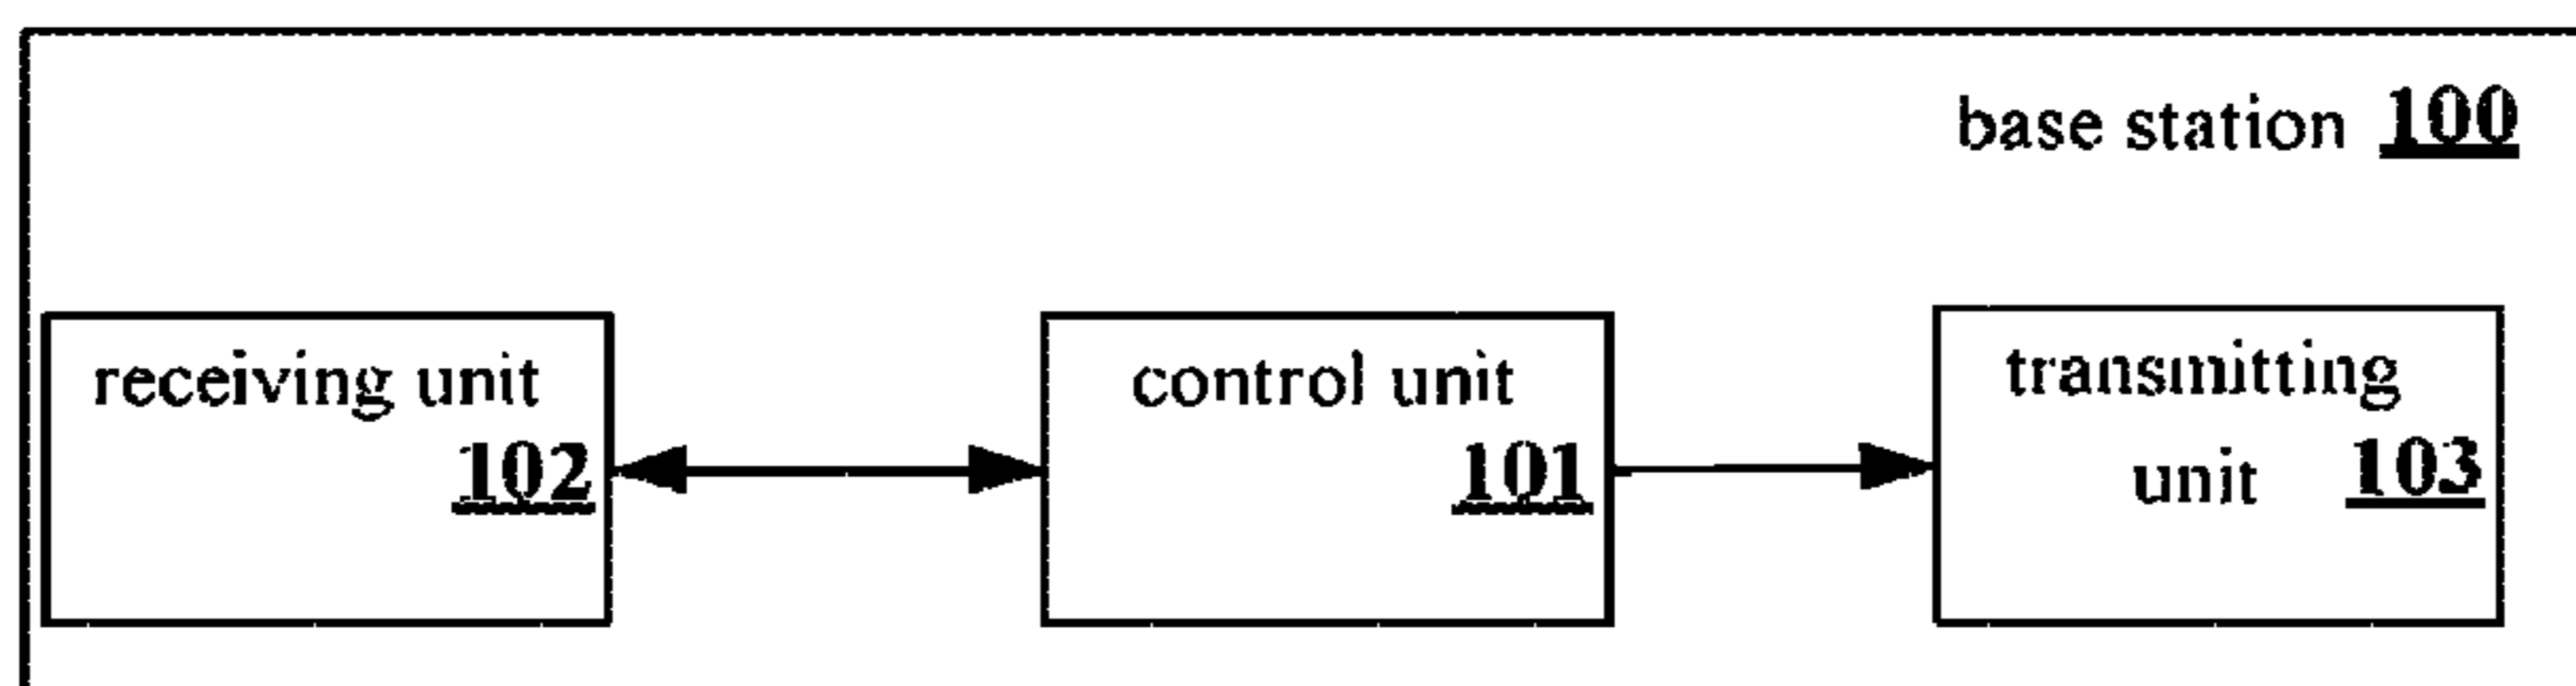 base station 100
receiving unit
102
control unit
101
transmitting
unit 103